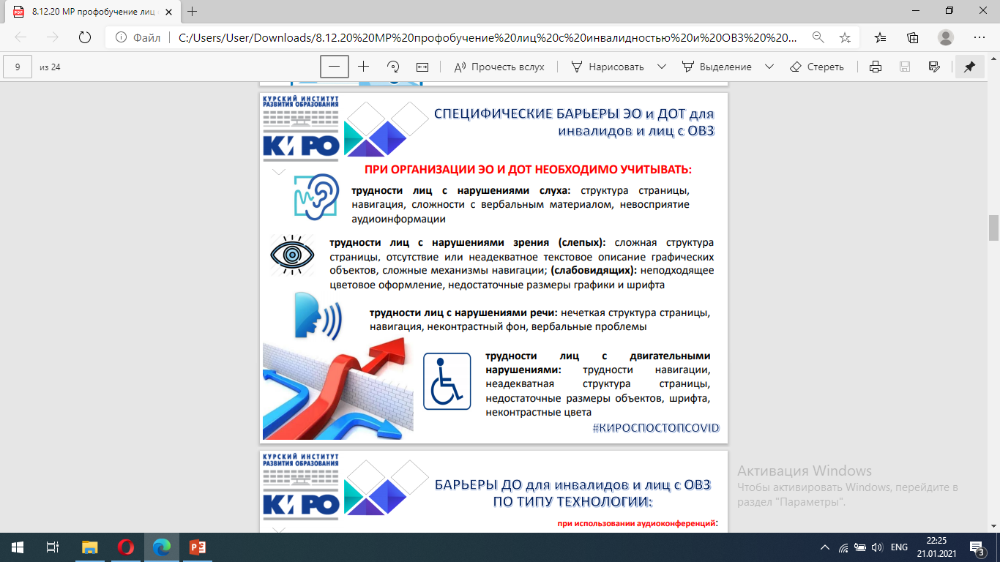 8.12.20 МР профобучение лиц
Файл
C:/Users/User/Downloads/8.12.20%20МР%20профобучение%20лиц%20с%20инвалидностью%20и%20ОВЗ%20%20...
9 из 24
Прочесть вслух
Нарисовать
Выделение
Стереть
КУРСКИЙ ИНСТИТУТ
РАЗВИТИЯ ОБРАЗОВАНИЯ
КИРО
СПЕЦИФИЧЕСКИЕ БАРЬЕРЫ ЭО и ДОТ для
инвалидов и лиц с ОВЗ
ПРИ ОРГАНИЗАЦИИ ЭО И ДОТ НЕОБХОДИМО УЧИТЫВАТЬ:
трудности лиц с нарушениями слуха: структура страницы,
навигация, сложности с вербальным материалом, невосприятие
аудиоинформации
трудности лиц с нарушениями зрения (слепых): сложная структура
страницы, отсутствие или неадекватное текстовое описание графических
объектов, сложные механизмы навигации; (слабовидящих): неподходящее
цветовое оформление, недостаточные размеры графики и шрифта
трудности лиц с нарушениями речи: нечеткая структура страницы,
навигация, неконтрастный фон, вербальные проблемы
трудности лиц с двигательными
нарушениями: трудности навигации,
неадекватная структура страницы,
недостаточные размеры объектов, шрифта,
неконтрастные цвета
#КИРОСПОСТОПCOVID
КУРСКИЙ ИНСТИТУТ
РАЗВИТИЯ ОБРАЗОВАНИЯ
КИРО
БАРЬЕРЫ ДО для инвалидов и лиц с ОВЗ
ПО ТИПУ ТЕХНОЛОГИИ:
при использовании аудиоконференций:
Активация Windows
Чтобы активировать Windows, перейдите в
раздел "Параметры".
ENG
22:25
21.01.2021
3